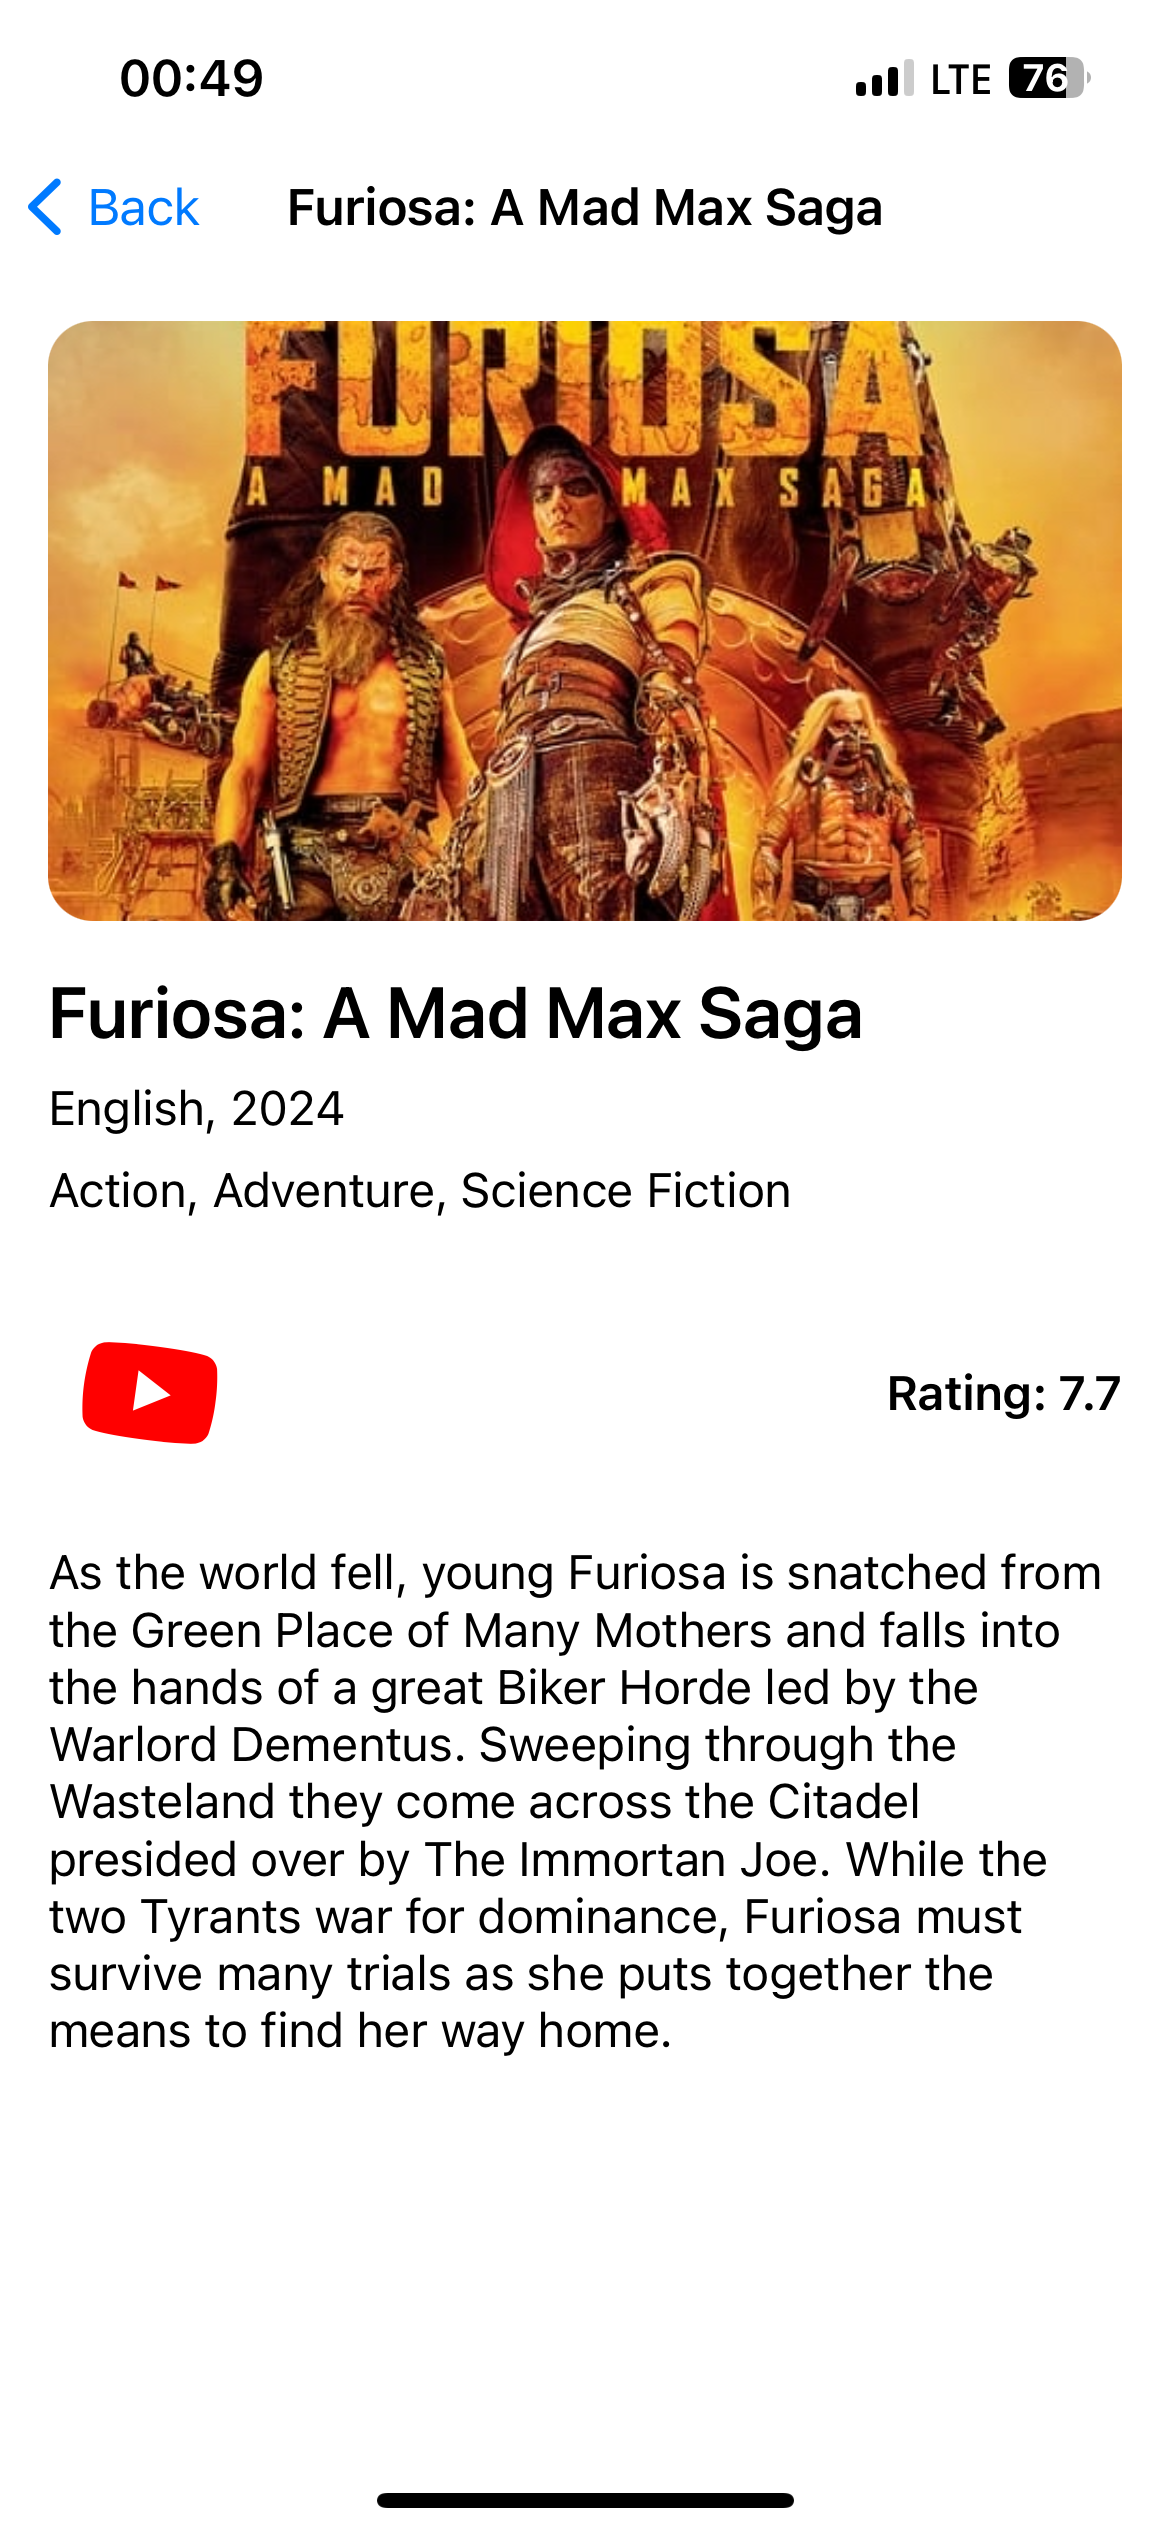 00:49
LTE 76
Back
Furiosa: A Mad Max Saga
FURIOSA
A MAD MAX SAGA
Furiosa: A Mad Max Saga
English, 2024
Action, Adventure, Science Fiction
Rating: 7.7
As the world fell, young Furiosa is snatched from
the Green Place of Many Mothers and falls into
the hands of a great Biker Horde led by the
Warlord Dementus. Sweeping through the
Wasteland they come across the Citadel
presided over by The Immortan Joe. While the
two Tyrants war for dominance, Furiosa must
survive many trials as she puts together the
means to find her way home.